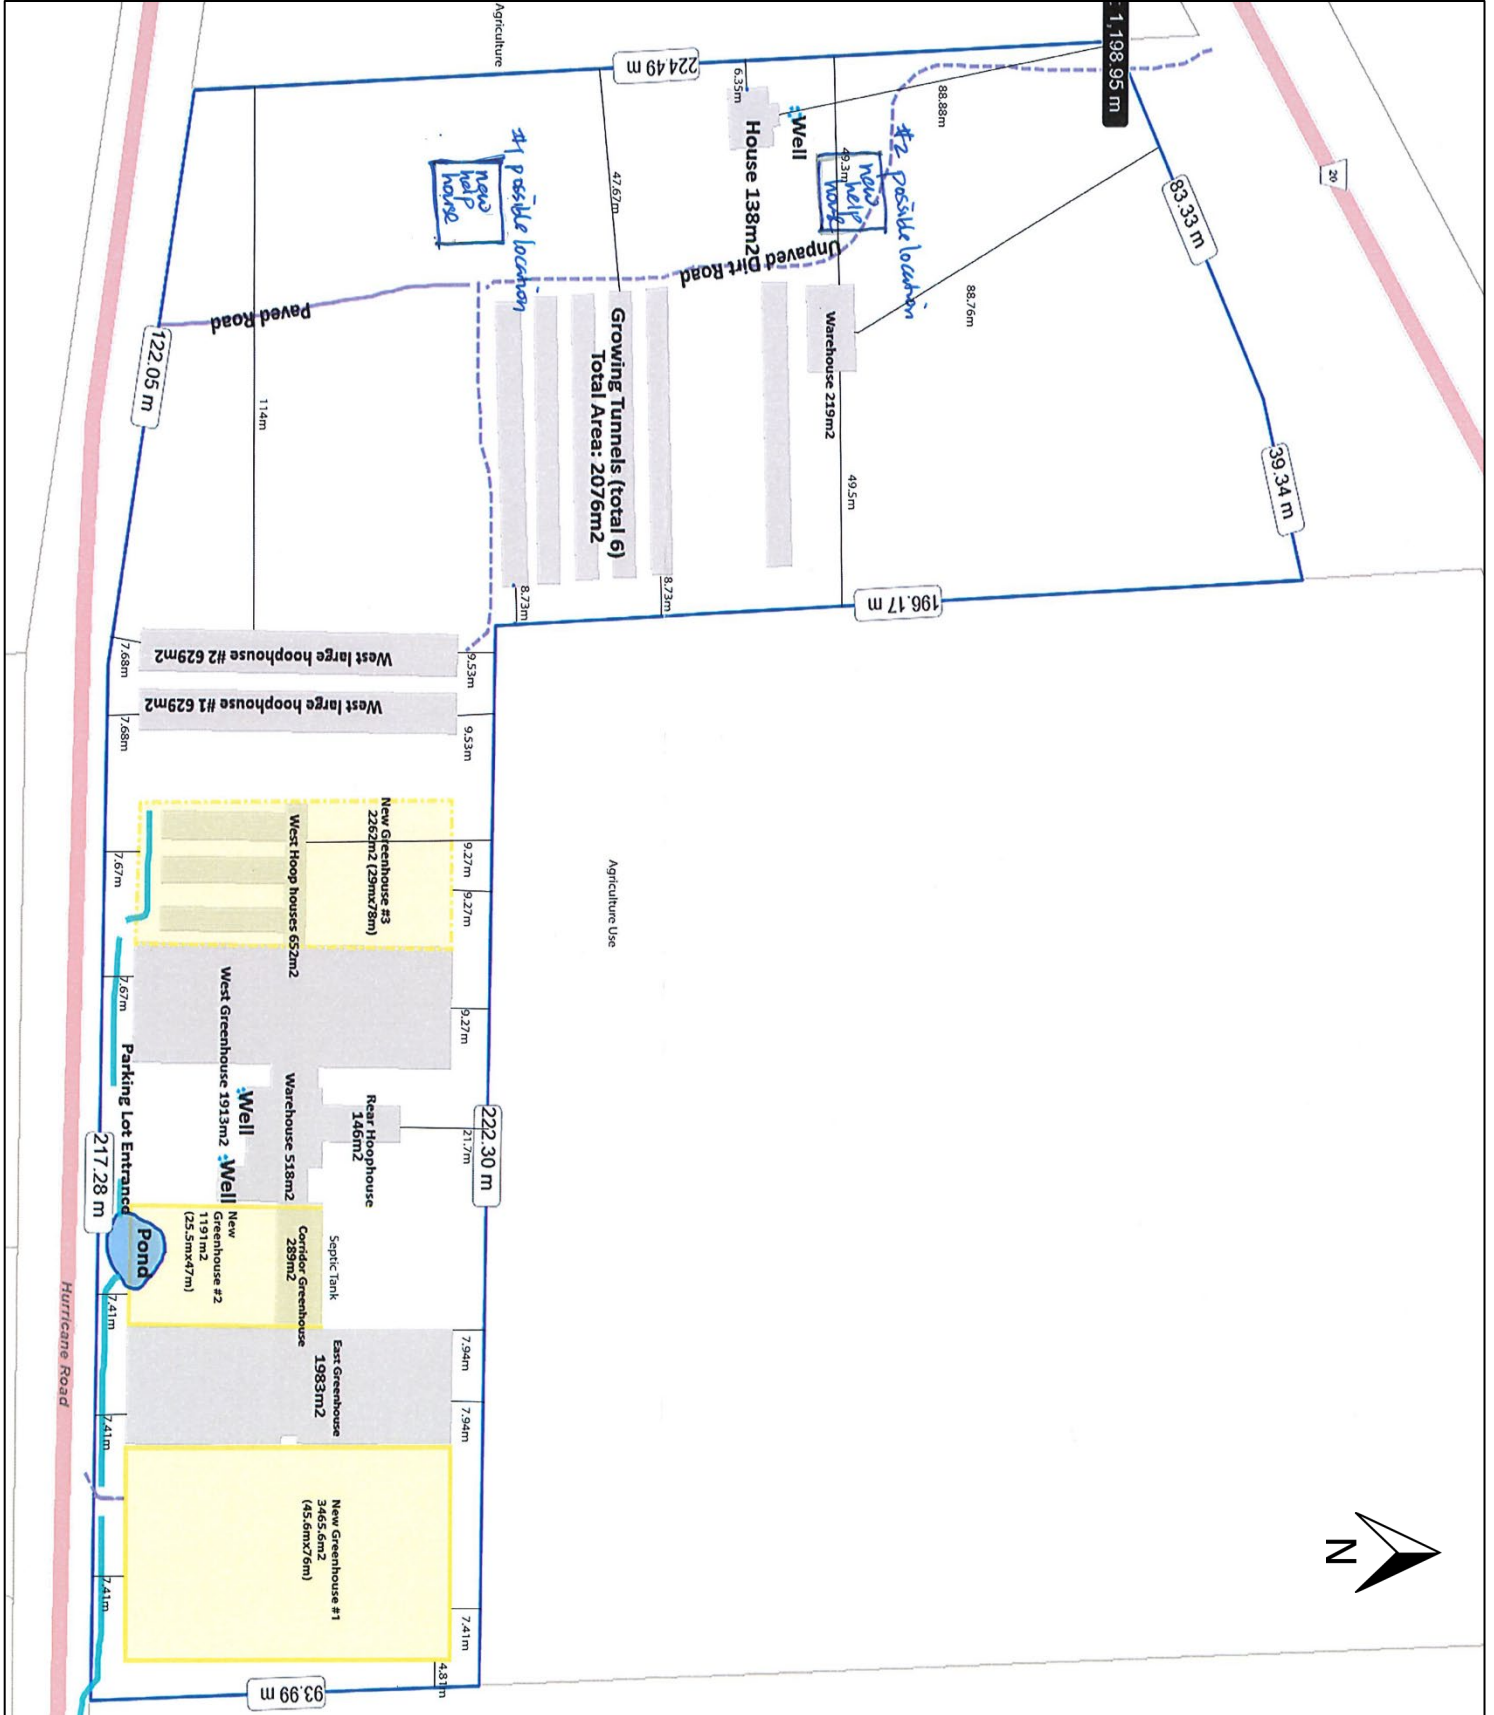 : 1,198.95 m
Agriculture
224.49 m
6.35m
88.88m
83.33 m
20
Well
House 138m2
49.3m
new
help
house
#2 possible location
#1 possible location
new
help
house
47.67m
Unpaved Dirt Road
Paved Road
122.05 m
114m
Growing Tunnels (total 6)
Total Area: 2076m2
Warehouse 219m2
88.76m
49.5m
39.34 m
8.73m
8.73m
196.17 m
West large hoophouse #2 629m2
7.68m
9.53m
West large hoophouse #1 629m2
7.68m
9.53m
New Greenhouse #3
2262m2 (29mx78m)
West Hoop houses 652m2
9.27m
9.27m
7.67m
Agriculture Use
West Greenhouse 1913m2
7.67m
9.27m
Parking Lot Entrance
Well
Well
Warehouse 518m2
Rear Hoophouse
146m2
21.7m
222.30 m
217.28 m
Pond
New
Greenhouse #2
1191m2
(25.5mx47m)
Corridor Greenhouse
289m2
Septic Tank
7.41m
Hurricane Road
East Greenhouse
1983m2
7.94m
7.94m
7.41m
New Greenhouse #1
3465.6m2
(45.6mx76m)
7.41m
7.41m
4.81m
93.99 m
N